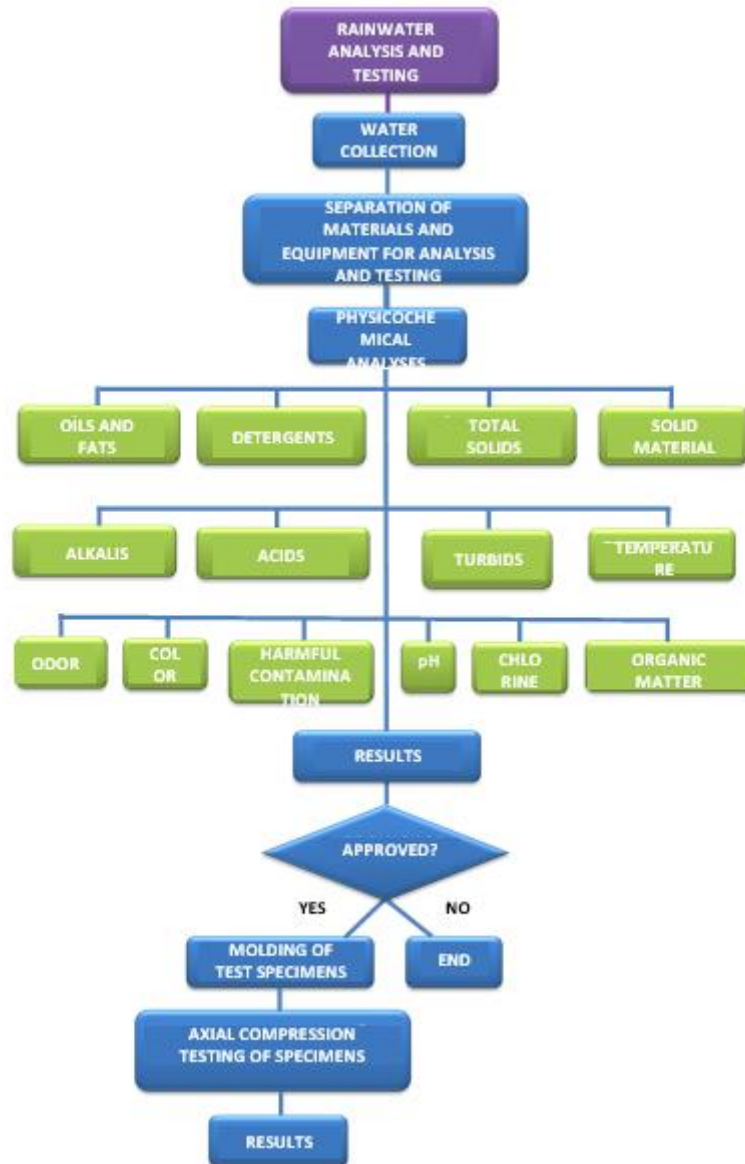 RAINWATER
ANALYSIS AND
TESTING
WATER
COLLECTION
SEPARATION OF
MATERIALS AND
EQUIPMENT FOR ANALYSIS
AND TESTING
PHYSICOCHE
MICAL
ANALYSES
OILS AND
FATS
DETERGENTS
TOTAL
SOLIDS
SOLID
MATERIAL
ALKALIS
ACIDS
TURBIDS
TEMPERATU
RE
ODOR
COL
OR
HARMFUL
CONTAMINA
TION
pH
CHLO
RINE
ORGANIC
MATTER
RESULTS
APPROVED?
YES
NO
MOLDING OF
TEST SPECIMENS
END
AXIAL COMPRESSION
TESTING OF SPECIMENS
RESULTS